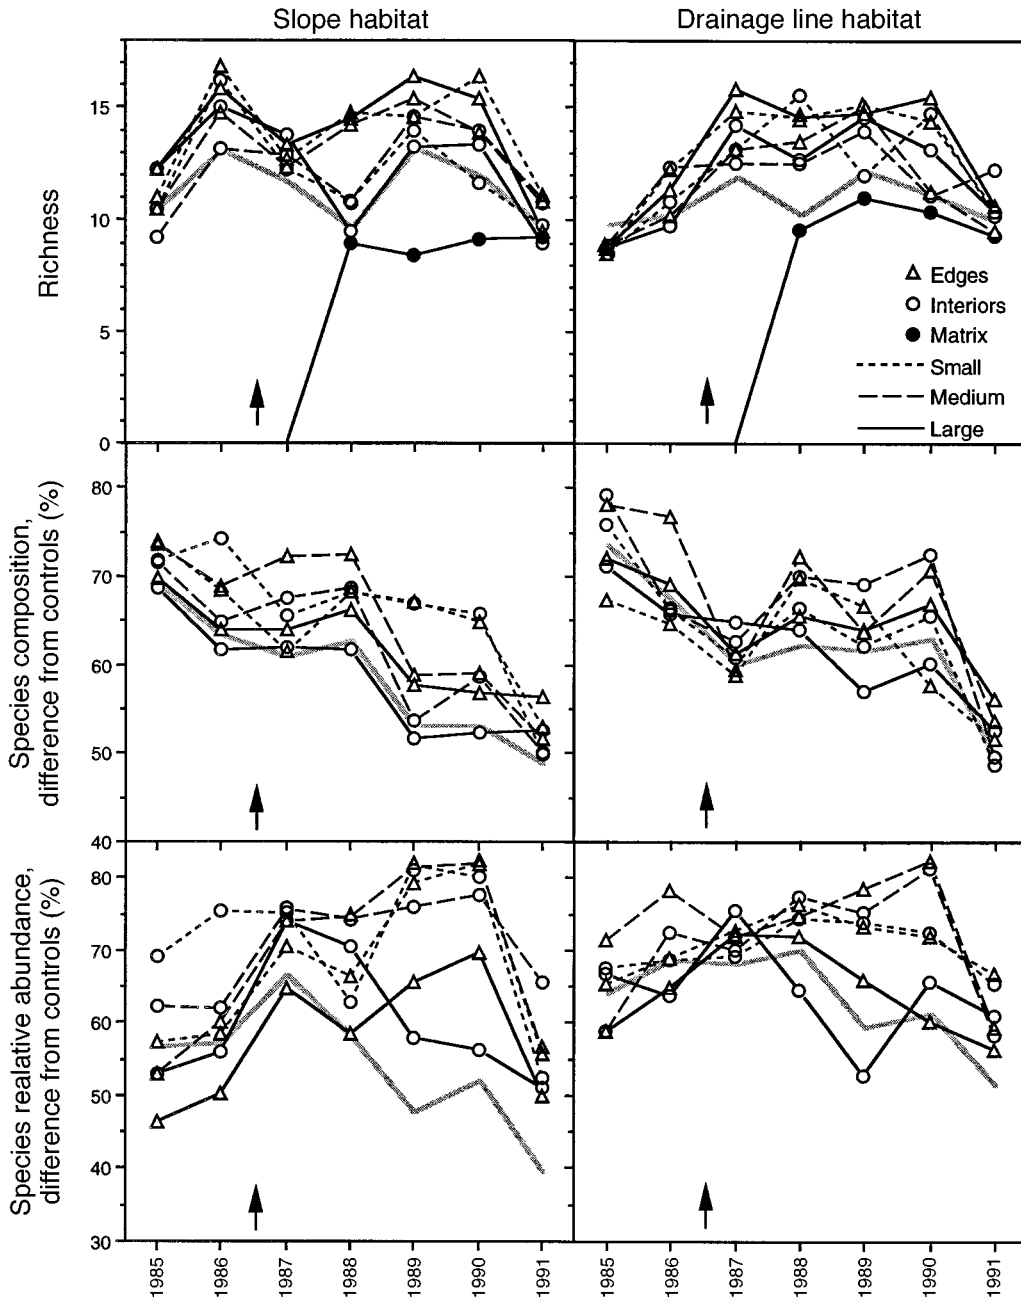 Slope habitat
Drainage line habitat
Richness
15
10
5
0
Edges
Interiors
Matrix
Small
Medium
Large
Species composition,
difference from controls (%)
80
70
60
50
40
Species realative abundance,
difference from controls (%)
80
70
60
50
40
30
1985
1986
1987
1988
1989
1990
1991
1985
1986
1987
1988
1989
1990
1991